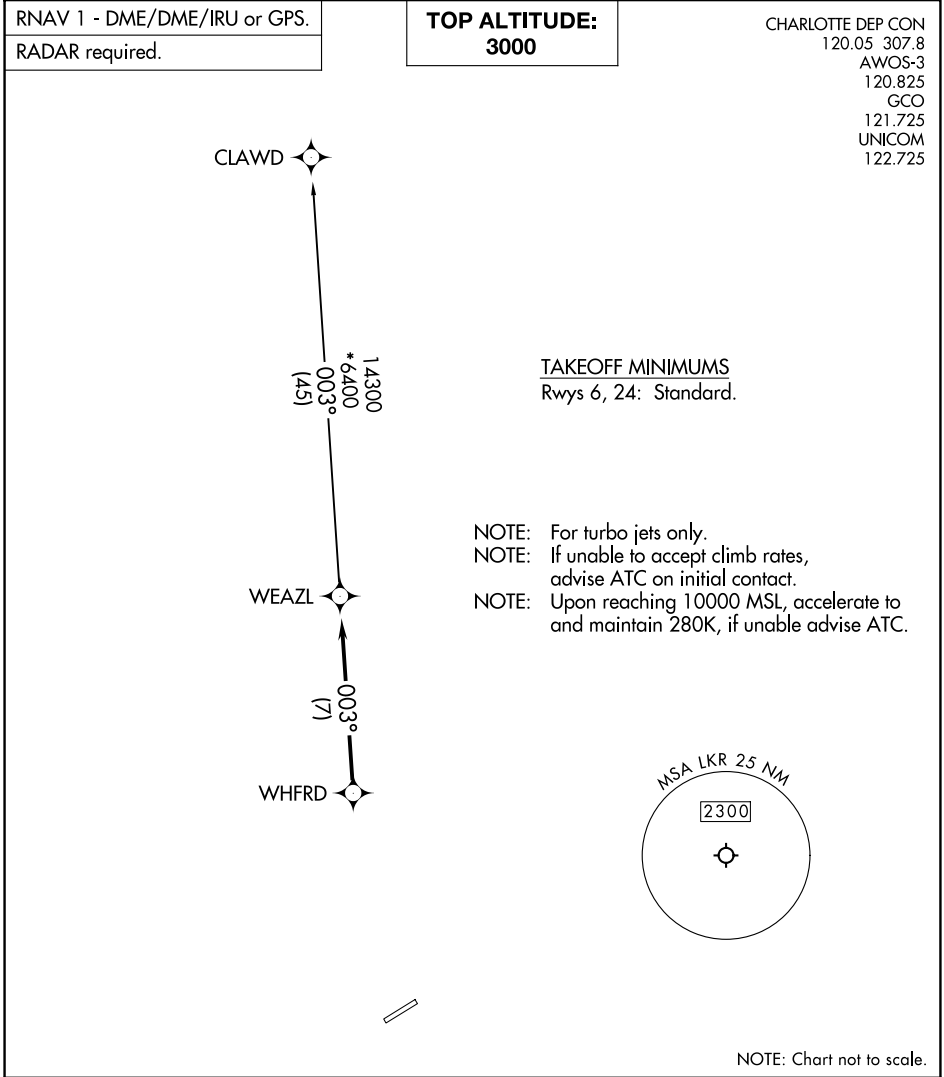 RNAV 1 - DME/DME/IRU or GPS.
RADAR required.
TOP ALTITUDE:
3000
CHARLOTTE DEP CON
120.05 307.8
AWOS-3
120.825
GCO
121.725
UNICOM
122.725
CLAWD
14300
*6400
003°
(45)
TAKEOFF MINIMUMS
Rwys 6, 24: Standard.
NOTE: For turbo jets only.
NOTE: If unable to accept climb rates,
advise ATC on initial contact.
NOTE: Upon reaching 10000 MSL, accelerate to
and maintain 280K, if unable advise ATC.
WEAZL
003°
(7)
WHFRD
MSA LKR 25 NM
2300
NOTE: Chart not to scale.